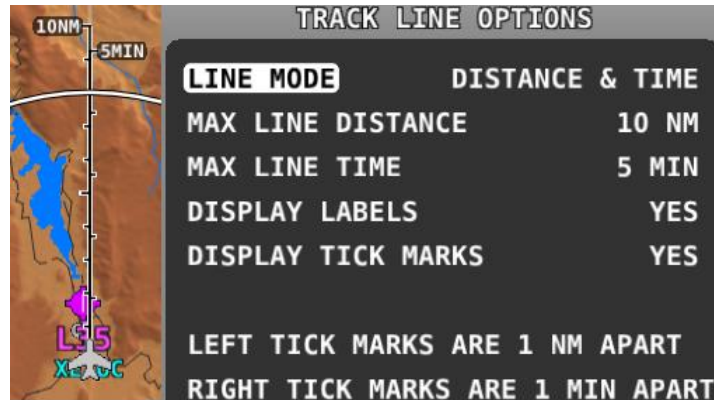 10NM
5MIN
TRACK LINE OPTIONS
LINE MODE DISTANCE & TIME
MAX LINE DISTANCE 10 NM
MAX LINE TIME 5 MIN
DISPLAY LABELS YES
DISPLAY TICK MARKS YES
LEFT TICK MARKS ARE 1 NM APART
RIGHT TICK MARKS ARE 1 MIN APART